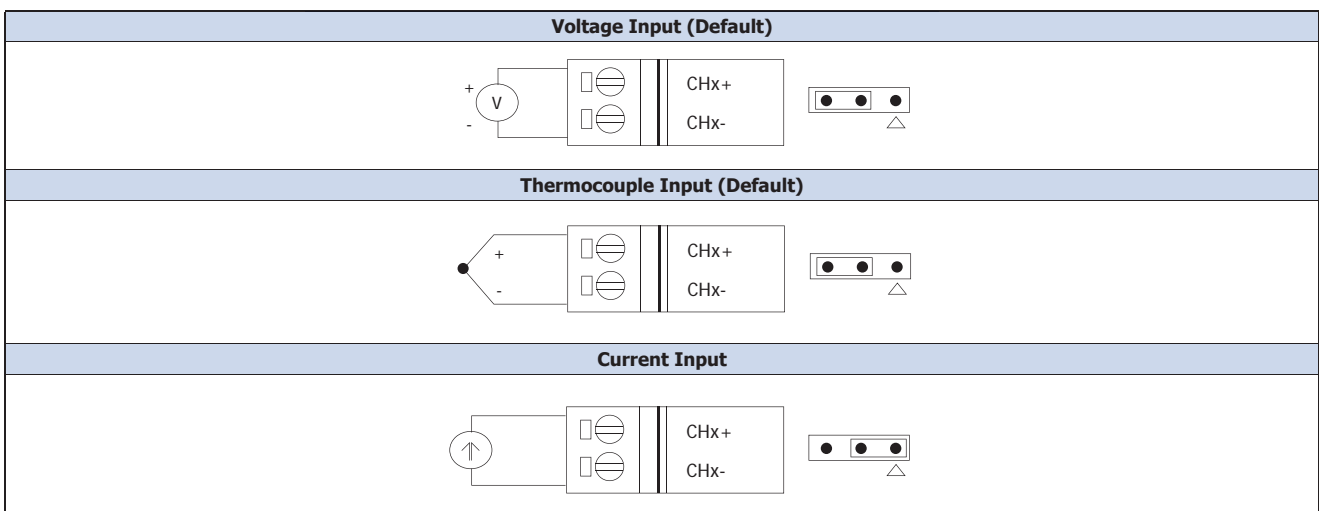 Voltage Input (Default)
+
V
-
CHx+
CHx-
Thermocouple Input (Default)
+
-
CHx+
CHx-
Current Input
CHx+
CHx-